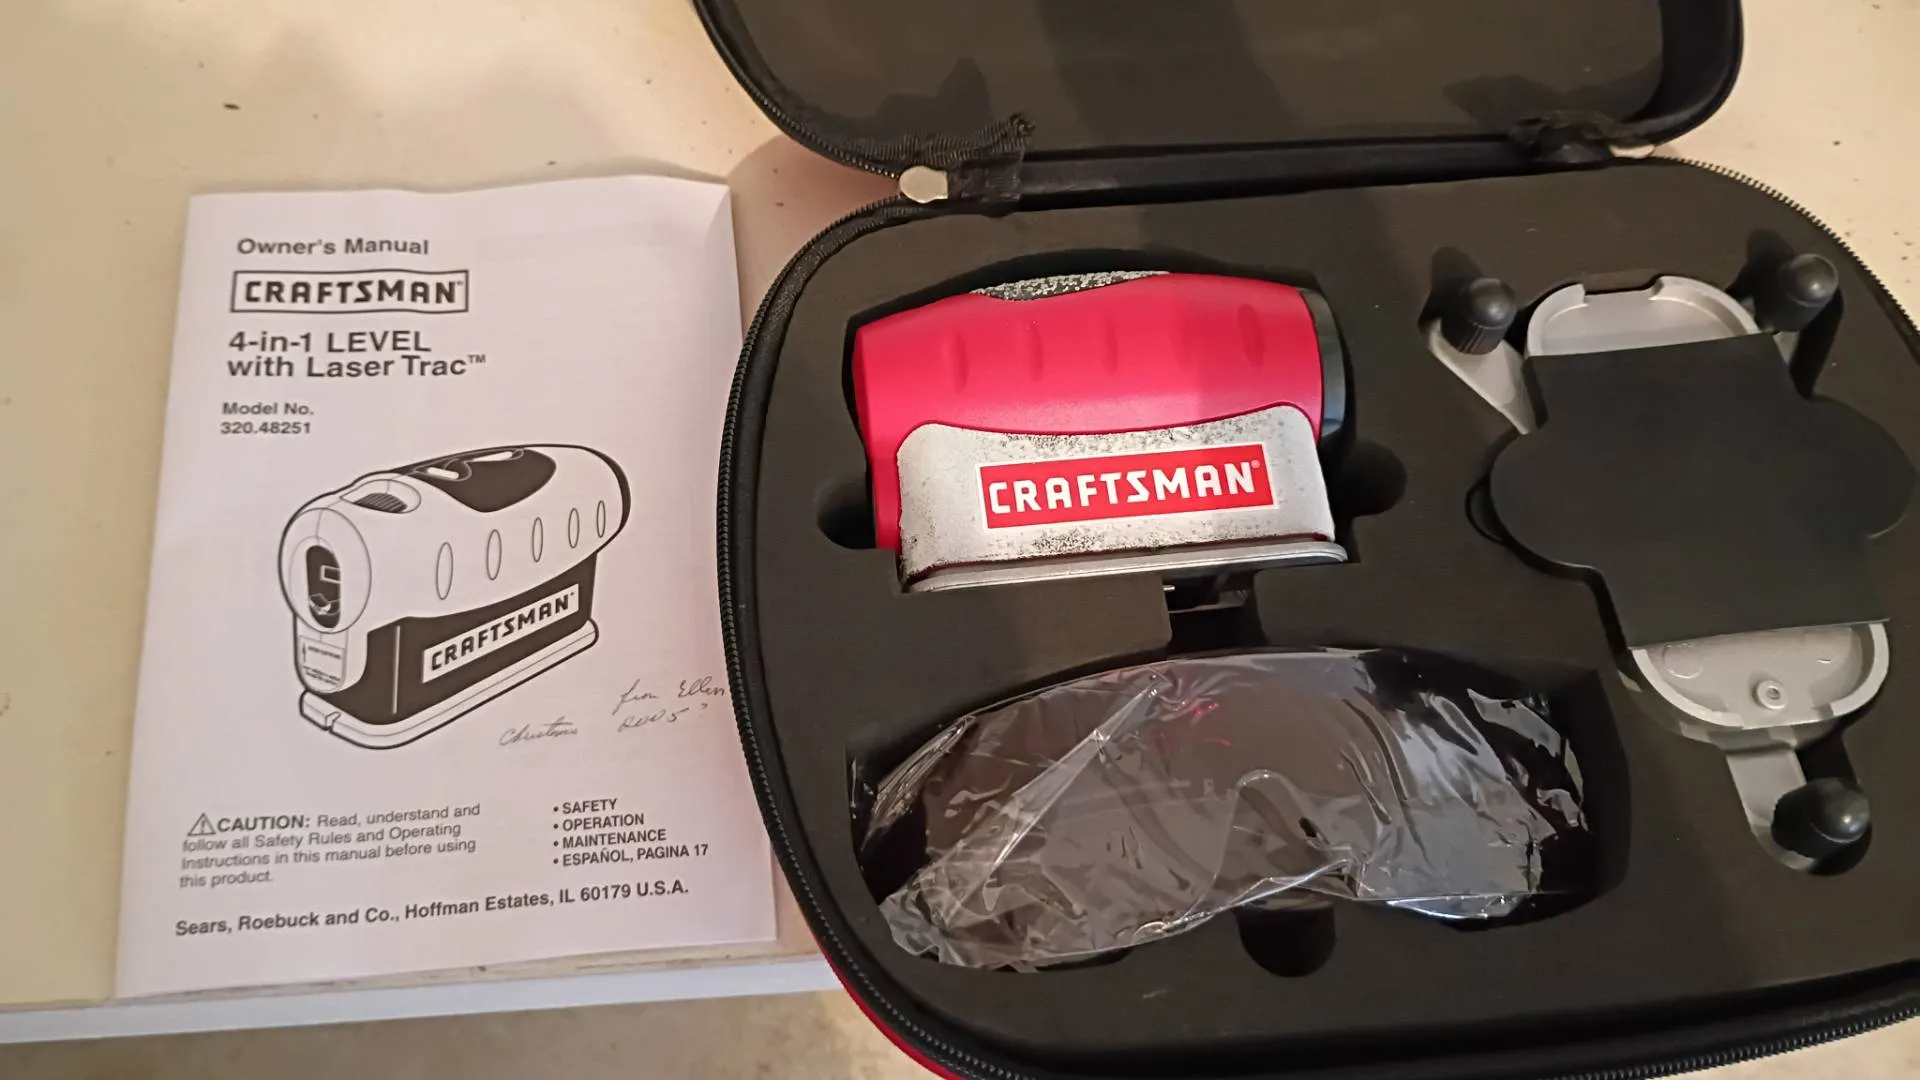 Owner's Manual
CRAFTSMAN®
4-in-1 LEVEL
with Laser Trac™
Model No.
320.48251
CRAFTSMAN®
from Ellen
Christmas 2005?
⚠CAUTION: Read, understand and
follow all Safety Rules and Operating
Instructions in this manual before using
this product.
• SAFETY
• OPERATION
• MAINTENANCE
• ESPAÑOL, PAGINA 17
Sears, Roebuck and Co., Hoffman Estates, IL 60179 U.S.A.
CRAFTSMAN®